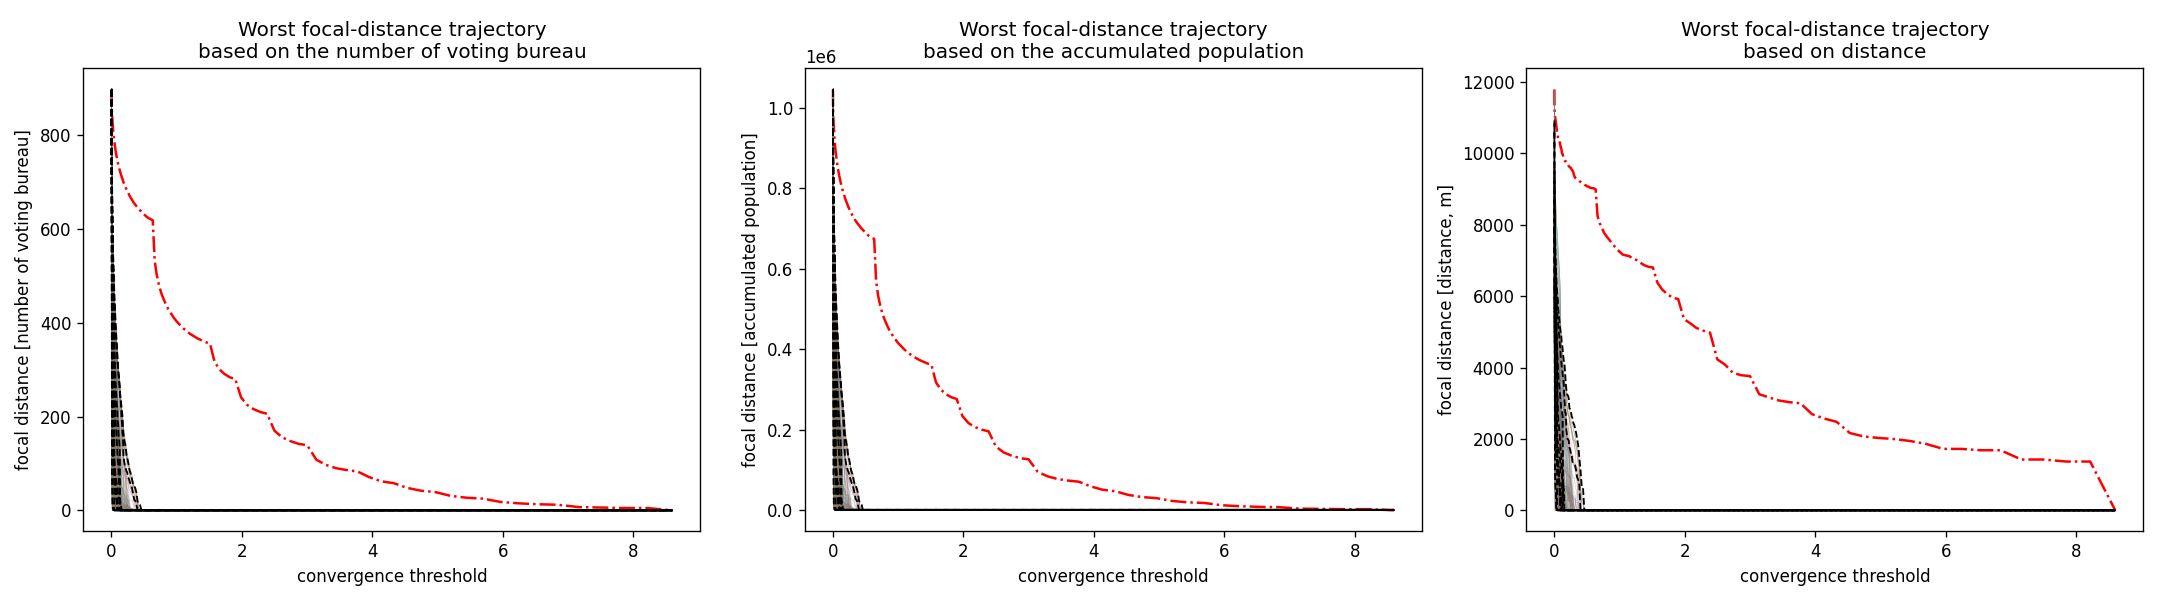 Worst focal-distance trajectory
based on the number of voting bureau
focal distance [number of voting bureau]
800
600
400
200
0
0 2 4 6 8
convergence threshold
Worst focal-distance trajectory
based on the accumulated population
1e6
focal distance [accumulated population]
1.0
0.8
0.6
0.4
0.2
0.0
0 2 4 6 8
convergence threshold
Worst focal-distance trajectory
based on distance
focal distance [distance, m]
12000
10000
8000
6000
4000
2000
0
0 2 4 6 8
convergence threshold